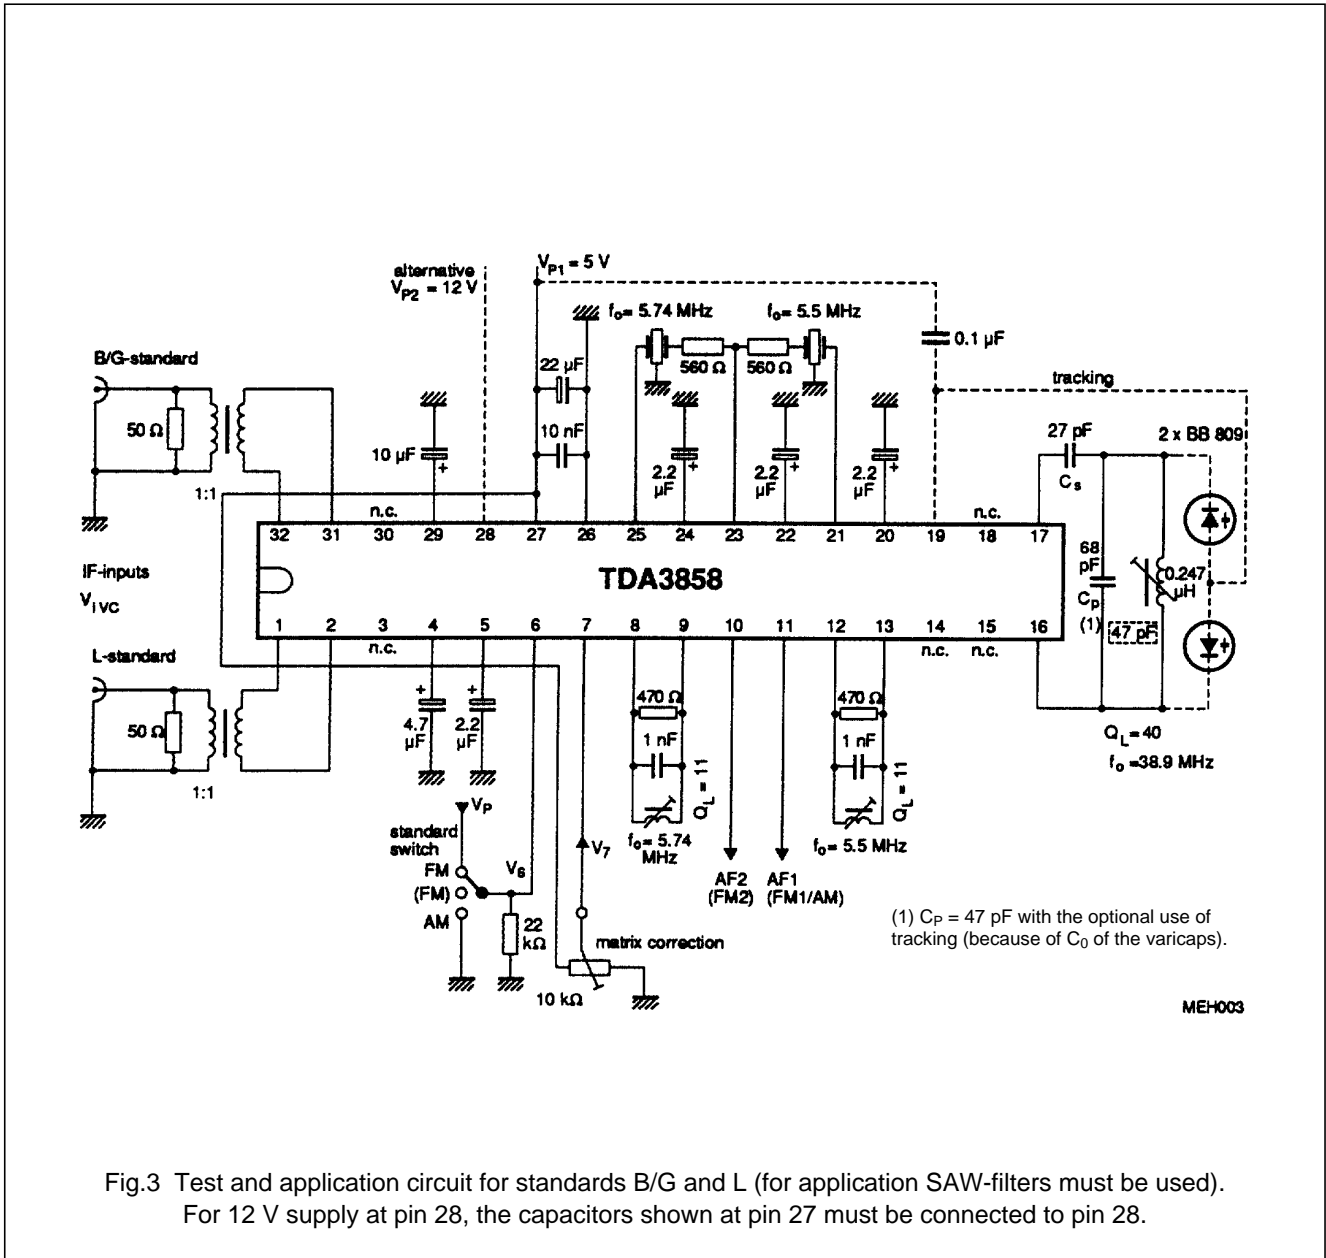 alternative
VP2 = 12 V
VP1 = 5 V
fo= 5.74 MHz
fo= 5.5 MHz
0.1 µF
B/G-standard
50 Ω
1:1
22 µF
10 nF
10 µF
+
560 Ω
560 Ω
2.2 µF
+
2.2 µF
+
2.2 µF
+
tracking
27 pF
Cs
2 x BB 809
n.c.
n.c.
32 31 30 29 28 27 26 25 24 23 22 21 20 19 18 17
IF-inputs
Vi VC
TDA3858
68 pF
CP
(1)
47 pF
0.247 µH
1 2 3 4 5 6 7 8 9 10 11 12 13 14 15 16
n.c.
n.c.
n.c.
L-standard
50 Ω
1:1
+
4.7 µF
+
2.2 µF
470 Ω
1 nF
QL = 11
fo= 5.74 MHz
470 Ω
1 nF
QL = 11
fo= 5.5 MHz
QL = 40
fo =38.9 MHz
VP
standard
switch
FM
(FM)
AM
V6
22 kΩ
V7
matrix correction
10 kΩ
AF2
(FM2)
AF1
(FM1/AM)
(1) CP = 47 pF with the optional use of
tracking (because of C0 of the varicaps).
MEH003
Fig.3 Test and application circuit for standards B/G and L (for application SAW-filters must be used).
For 12 V supply at pin 28, the capacitors shown at pin 27 must be connected to pin 28.